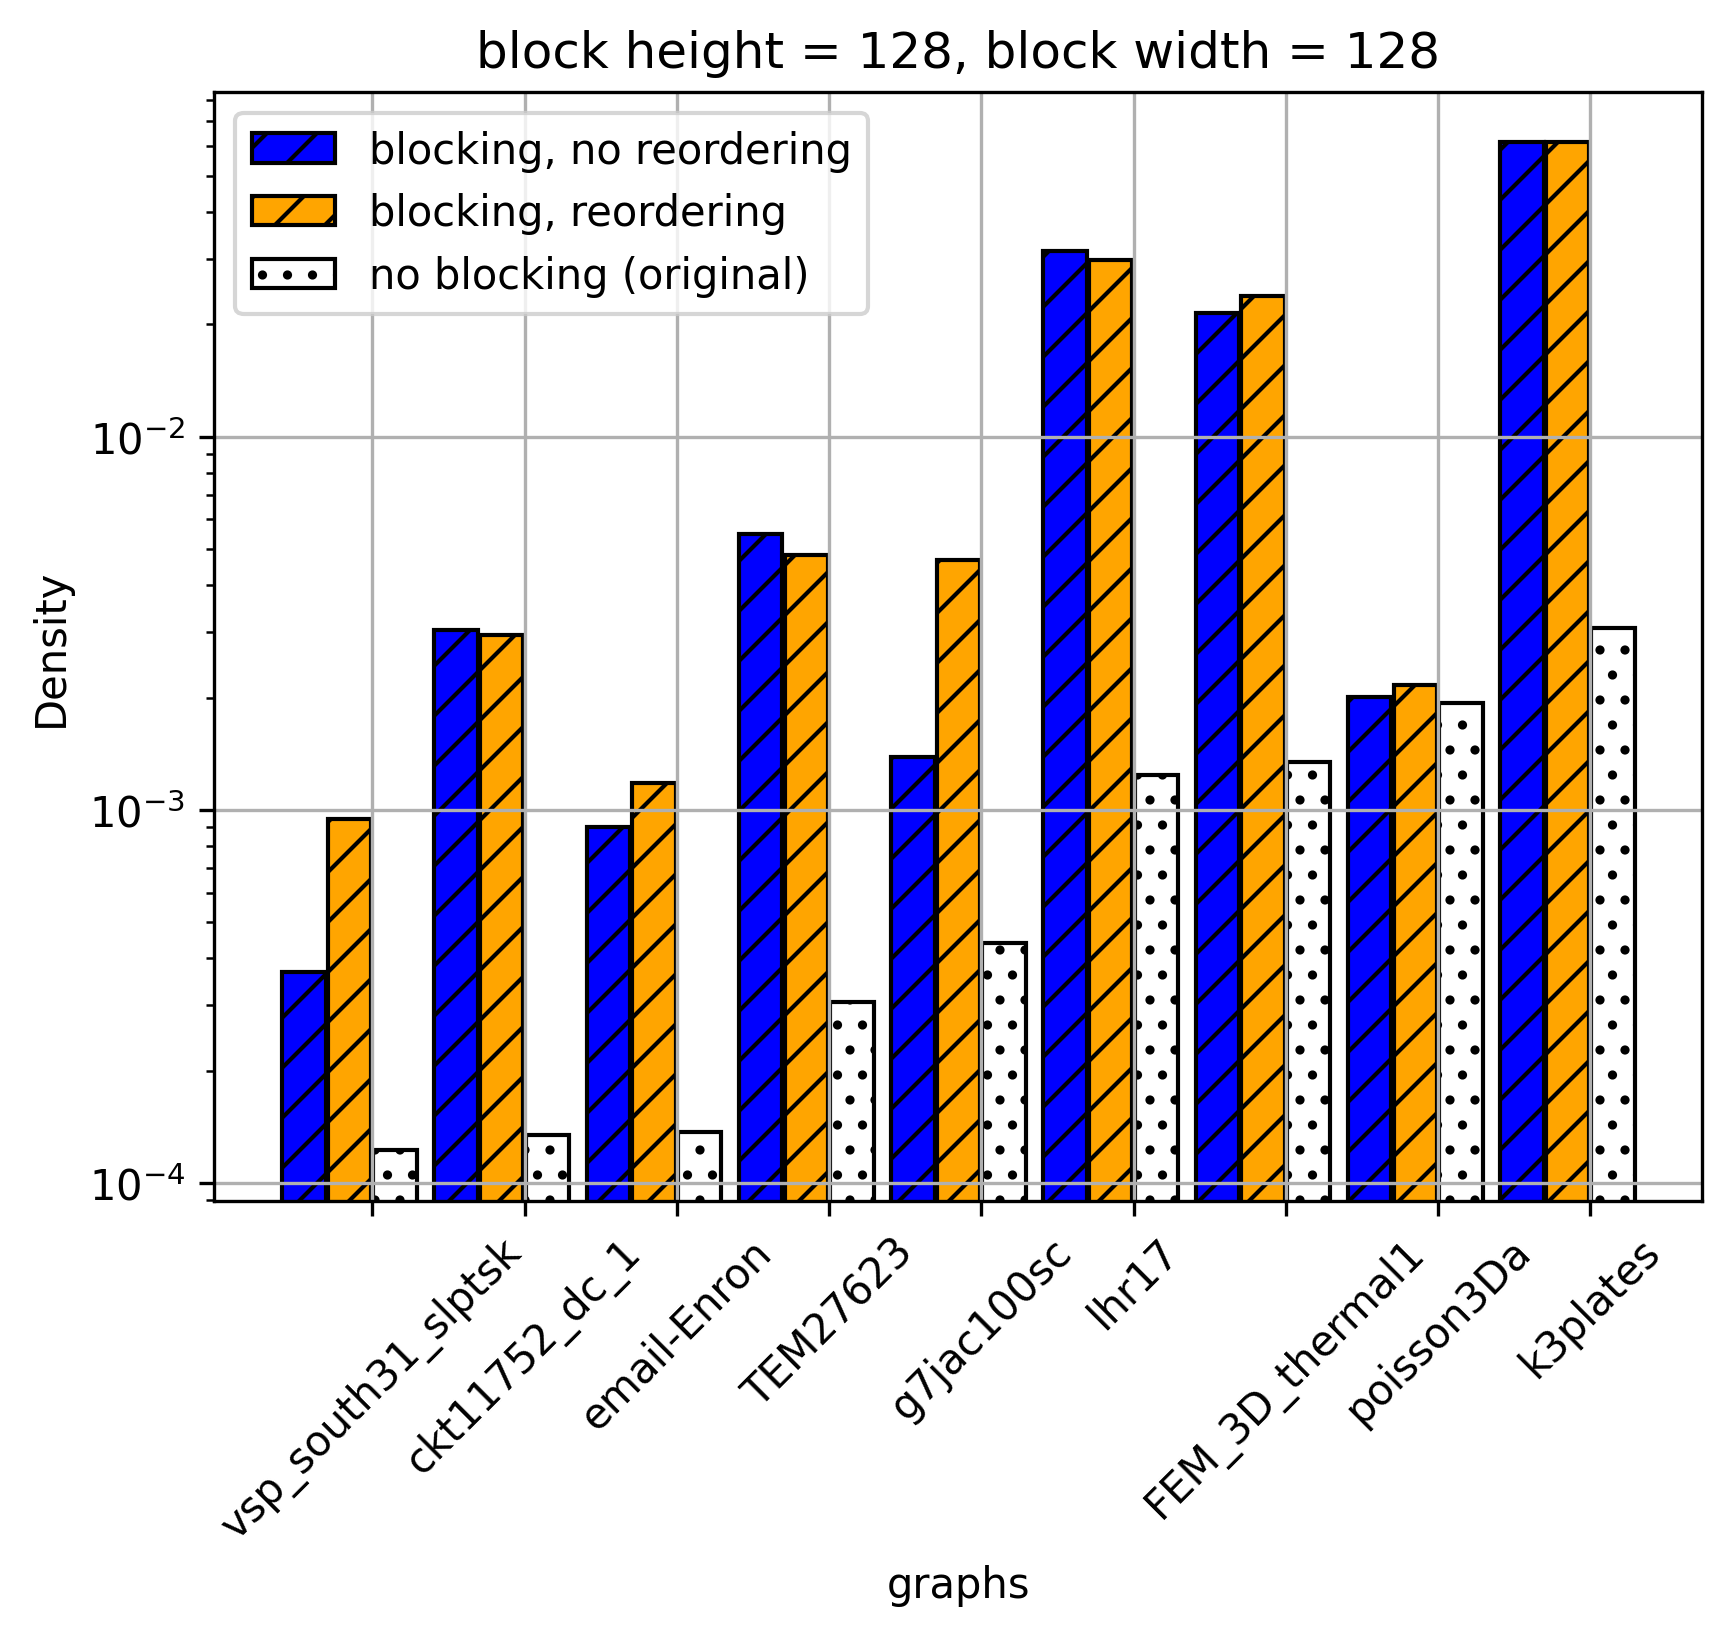 block height = 128, block width = 128
blocking, no reordering
blocking, reordering
no blocking (original)
10⁻²
10⁻³
10⁻⁴
Density
vsp_south31_slptsk
ckt11752_dc_1
email-Enron
TEM27623
g7jac100sc
lhr17
FEM_3D_thermal1
poisson3Da
k3plates
graphs